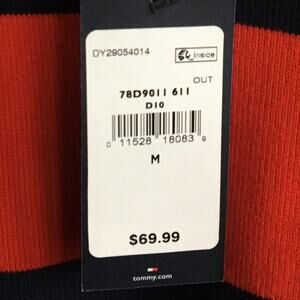 DY29054014
Inside
OUT
78D9011 611
D10
0 11528 18083 9
M
$69.99
tommy.com